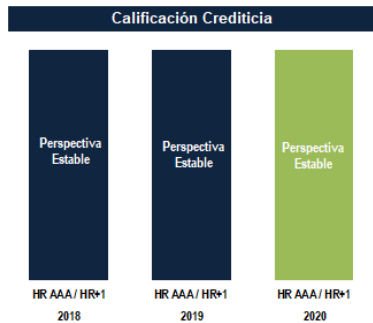 Calificación Crediticia
Perspectiva
Estable
Perspectiva
Estable
Perspectiva
Estable
HR AAA / HR+1
HR AAA / HR+1
HR AAA / HR+1
2018
2019
2020